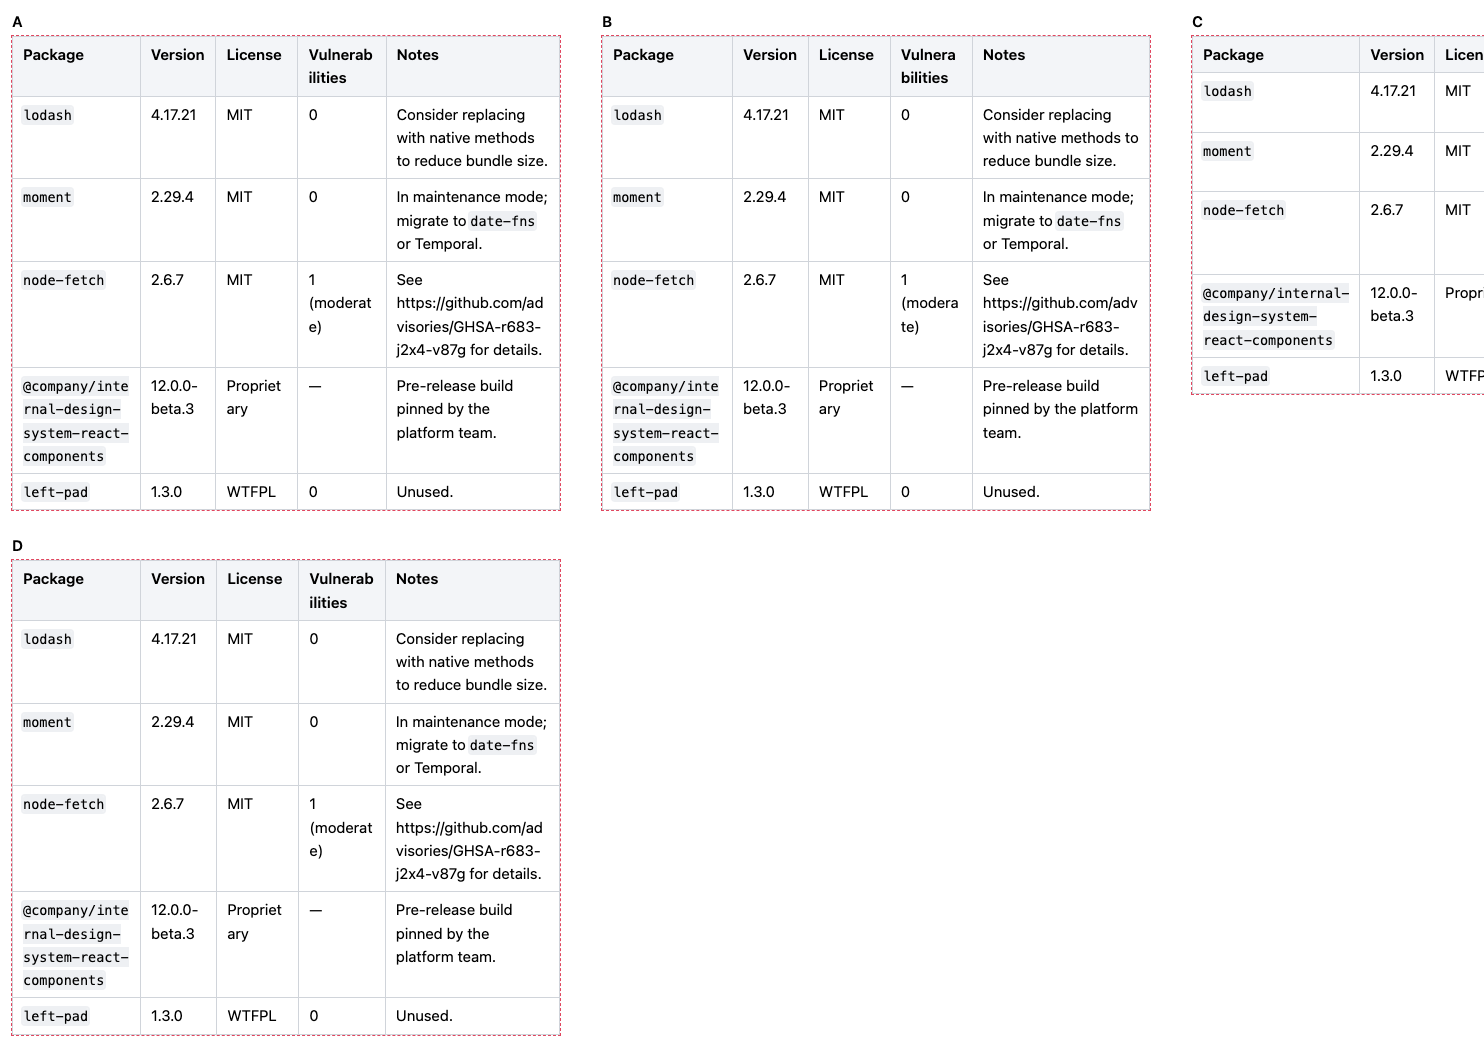 A
Package Version License Vulnerab
ilities Notes
lodash 4.17.21 MIT 0 Consider replacing
with native methods
to reduce bundle size.
moment 2.29.4 MIT 0 In maintenance mode;
migrate to date-fns
or Temporal.
node-fetch 2.6.7 MIT 1
(moderat
e) See
https://github.com/ad
visories/GHSA-r683-
j2x4-v87g for details.
@company/inte
rnal-design-
system-react-
components 12.0.0-
beta.3 Propriet
ary — Pre-release build
pinned by the
platform team.
left-pad 1.3.0 WTFPL 0 Unused.
B
Package Version License Vulnera
bilities Notes
lodash 4.17.21 MIT 0 Consider replacing
with native methods to
reduce bundle size.
moment 2.29.4 MIT 0 In maintenance mode;
migrate to date-fns
or Temporal.
node-fetch 2.6.7 MIT 1
(modera
te) See
https://github.com/adv
isories/GHSA-r683-
j2x4-v87g for details.
@company/inte
rnal-design-
system-react-
components 12.0.0-
beta.3 Propriet
ary — Pre-release build
pinned by the platform
team.
left-pad 1.3.0 WTFPL 0 Unused.
C
Package Version Licen
lodash 4.17.21 MIT
moment 2.29.4 MIT
node-fetch 2.6.7 MIT
@company/internal-
design-system-
react-components 12.0.0-
beta.3 Propri
left-pad 1.3.0 WTFP
D
Package Version License Vulnerab
ilities Notes
lodash 4.17.21 MIT 0 Consider replacing
with native methods
to reduce bundle size.
moment 2.29.4 MIT 0 In maintenance mode;
migrate to date-fns
or Temporal.
node-fetch 2.6.7 MIT 1
(moderat
e) See
https://github.com/ad
visories/GHSA-r683-
j2x4-v87g for details.
@company/inte
rnal-design-
system-react-
components 12.0.0-
beta.3 Propriet
ary — Pre-release build
pinned by the
platform team.
left-pad 1.3.0 WTFPL 0 Unused.